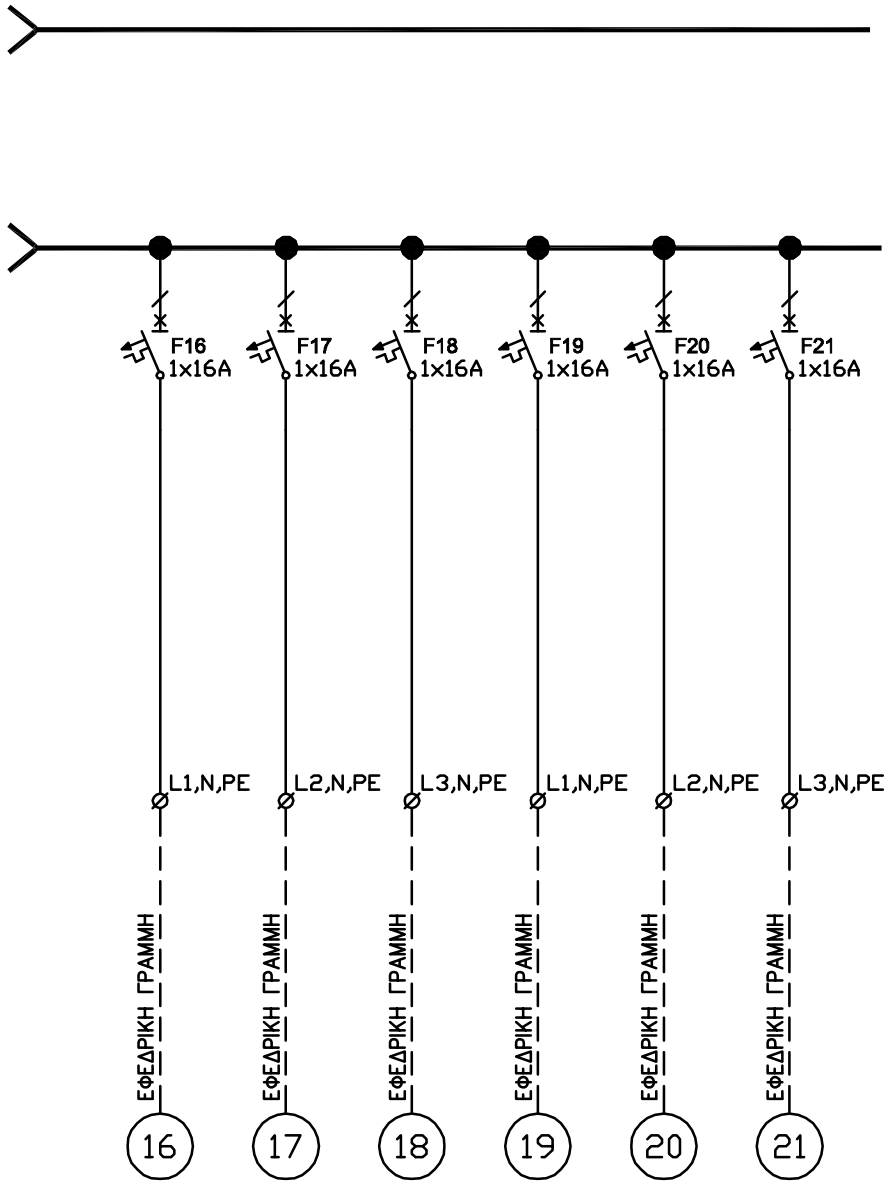 F16
1x16A
F17
1x16A
F18
1x16A
F19
1x16A
F20
1x16A
F21
1x16A
L1,N,PE
L2,N,PE
L3,N,PE
L1,N,PE
L2,N,PE
L3,N,PE
ΕΦΕΔΡΙΚΗ ΓΡΑΜΜΗ
ΕΦΕΔΡΙΚΗ ΓΡΑΜΜΗ
ΕΦΕΔΡΙΚΗ ΓΡΑΜΜΗ
ΕΦΕΔΡΙΚΗ ΓΡΑΜΜΗ
ΕΦΕΔΡΙΚΗ ΓΡΑΜΜΗ
ΕΦΕΔΡΙΚΗ ΓΡΑΜΜΗ
16
17
18
19
20
21